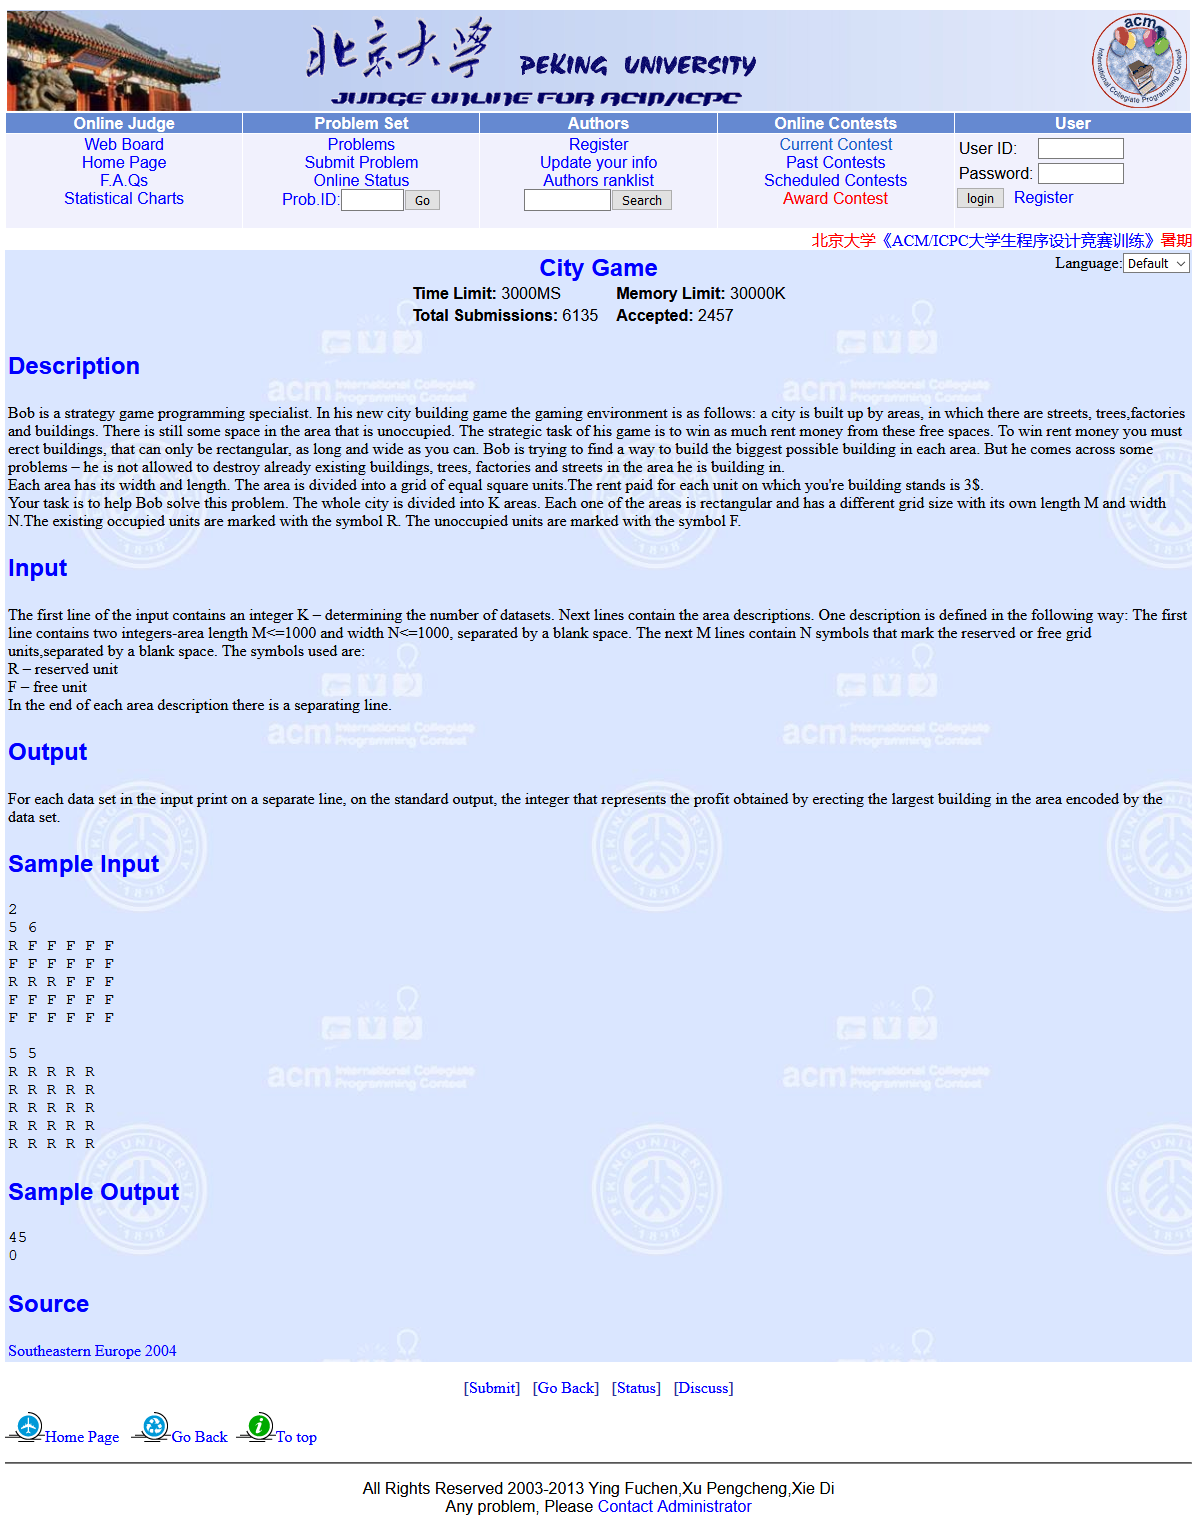 北京大學 PEKING UNIVERSITY
JUDGE ONLINE FOR ACM/ICPC
acm
International Collegiate Programming Contest
Online Judge Problem Set Authors Online Contests User
Web Board Problems Register Current Contest User ID:
Home Page Submit Problem Update your info Past Contests Password:
F.A.Qs Online Status Authors ranklist Scheduled Contests
Statistical Charts Prob.ID: Go Search Award Contest login Register
北京大学《ACM/ICPC大学生程序设计竞赛训练》暑期
Language: Default
City Game
Time Limit: 3000MS Memory Limit: 30000K
Total Submissions: 6135 Accepted: 2457
Description
Bob is a strategy game programming specialist. In his new city building game the gaming environment is as follows: a city is built up by areas, in which there are streets, trees,factories
and buildings. There is still some space in the area that is unoccupied. The strategic task of his game is to win as much rent money from these free spaces. To win rent money you must
erect buildings, that can only be rectangular, as long and wide as you can. Bob is trying to find a way to build the biggest possible building in each area. But he comes across some
problems – he is not allowed to destroy already existing buildings, trees, factories and streets in the area he is building in.
Each area has its width and length. The area is divided into a grid of equal square units.The rent paid for each unit on which you're building stands is 3$.
Your task is to help Bob solve this problem. The whole city is divided into K areas. Each one of the areas is rectangular and has a different grid size with its own length M and width
N.The existing occupied units are marked with the symbol R. The unoccupied units are marked with the symbol F.
Input
The first line of the input contains an integer K – determining the number of datasets. Next lines contain the area descriptions. One description is defined in the following way: The first
line contains two integers-area length M<=1000 and width N<=1000, separated by a blank space. The next M lines contain N symbols that mark the reserved or free grid
units,separated by a blank space. The symbols used are:
R – reserved unit
F – free unit
In the end of each area description there is a separating line.
Output
For each data set in the input print on a separate line, on the standard output, the integer that represents the profit obtained by erecting the largest building in the area encoded by the
data set.
Sample Input
2
5 6
R F F F F F
F F F F F F
R R R F F F
F F F F F F
F F F F F F
5 5
R R R R R
R R R R R
R R R R R
R R R R R
R R R R R
Sample Output
45
0
Source
Southeastern Europe 2004
[Submit] [Go Back] [Status] [Discuss]
Home Page Go Back To top
All Rights Reserved 2003-2013 Ying Fuchen,Xu Pengcheng,Xie Di
Any problem, Please Contact Administrator